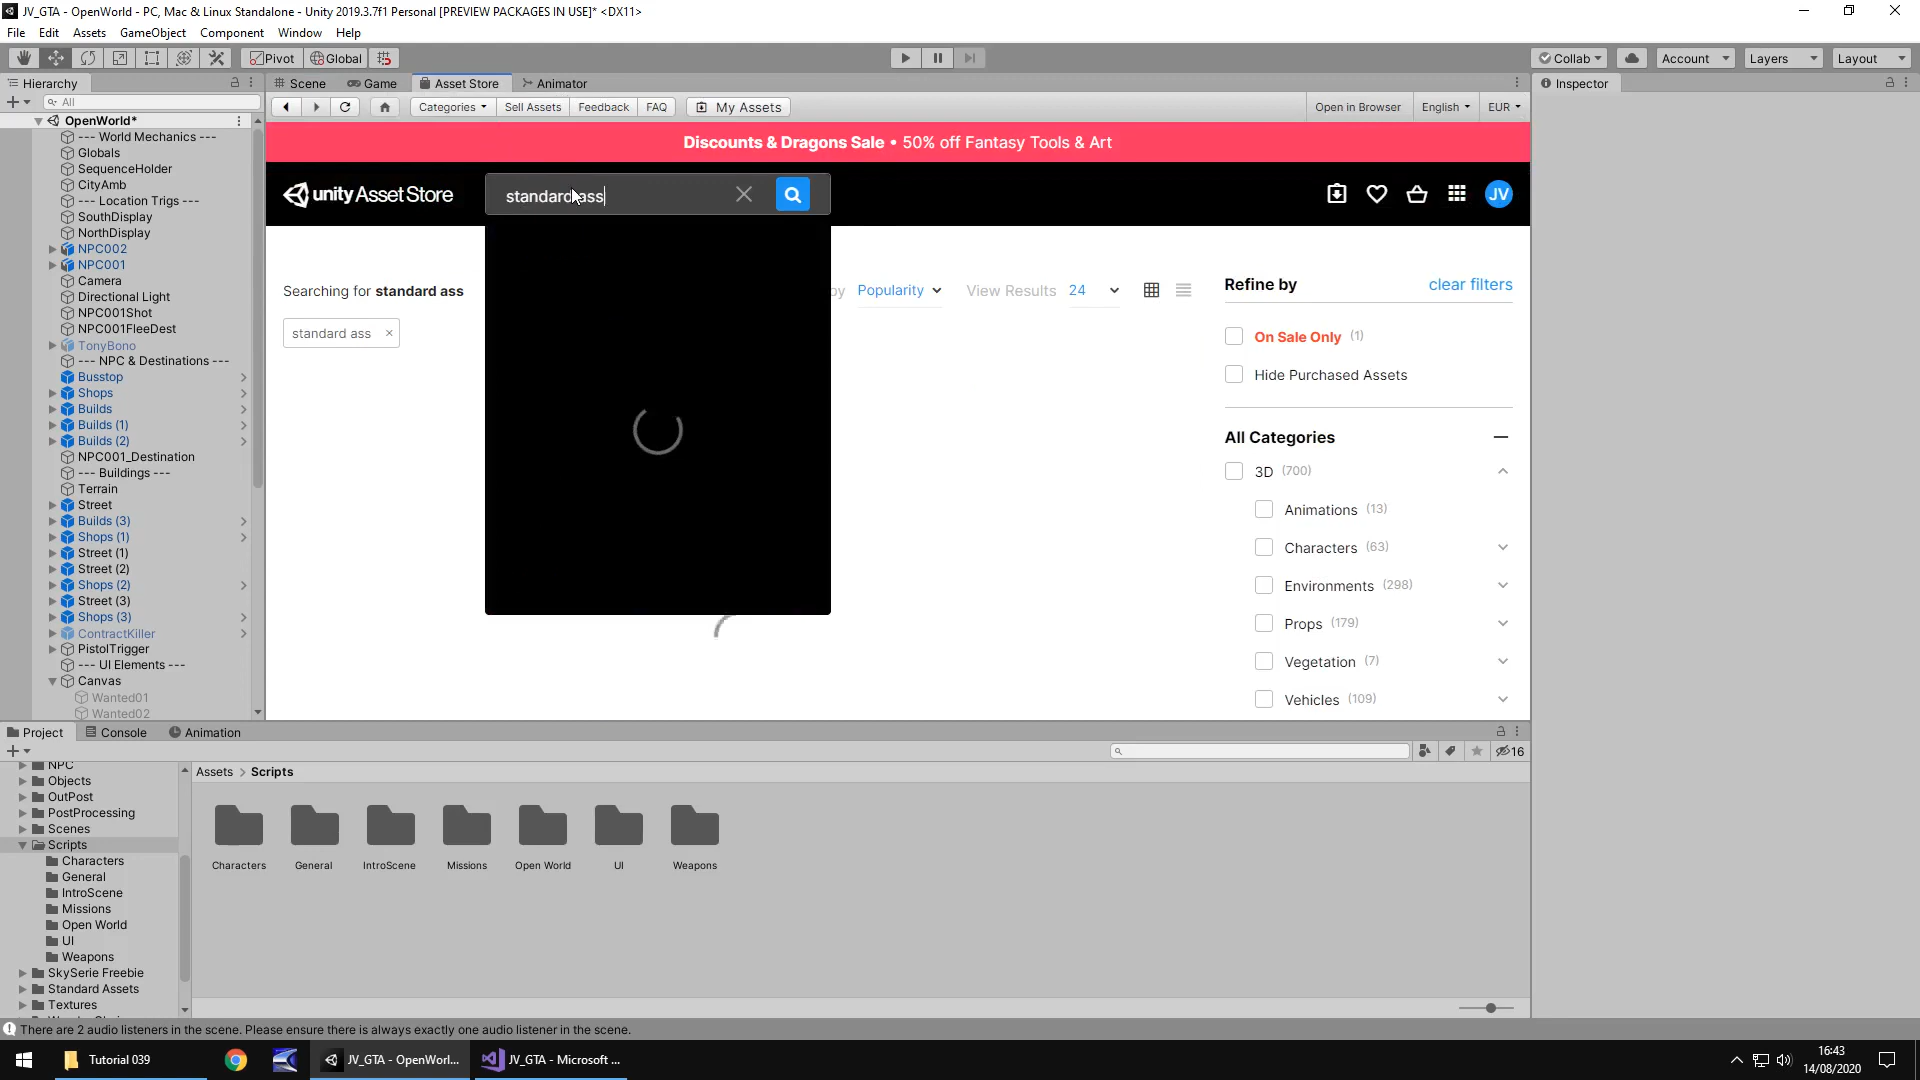 JV_GTA - OpenWorld - PC, Mac & Linux Standalone - Unity 2019.3.7f1 Personal [PREVIEW PACKAGES IN USE]* <DX11>
File Edit Assets GameObject Component Window Help
Pivot Global Collab Account Layers Layout
Hierarchy Scene Game Asset Store Animator Inspector
All Categories Sell Assets Feedback FAQ My Assets Open in Browser English EUR
OpenWorld*
--- World Mechanics ---
Globals
SequenceHolder
CityAmb
--- Location Trigs ---
SouthDisplay
NorthDisplay
NPC002
NPC001
Camera
Directional Light
NPC001Shot
NPC001FleeDest
TonyBono
--- NPC & Destinations ---
Busstop
Shops
Builds
Builds (1)
Builds (2)
NPC001_Destination
--- Buildings ---
Terrain
Street
Builds (3)
Shops (1)
Street (1)
Street (2)
Shops (2)
Street (3)
Shops (3)
ContractKiller
PistolTrigger
--- UI Elements ---
Canvas
Wanted01
Wanted02
Discounts & Dragons Sale • 50% off Fantasy Tools & Art
unity Asset Store standard ass JV
Searching for standard ass by Popularity View Results 24
standard ass ×
Refine by clear filters
On Sale Only (1)
Hide Purchased Assets
All Categories
3D (700)
Animations (13)
Characters (63)
Environments (298)
Props (179)
Vegetation (7)
Vehicles (109)
Project Console Animation
16
NPC
Objects
OutPost
PostProcessing
Scenes
Scripts
Characters
General
IntroScene
Missions
Open World
UI
Weapons
SkySerie Freebie
Standard Assets
Textures
Assets > Scripts
Characters General IntroScene Missions Open World UI Weapons
There are 2 audio listeners in the scene. Please ensure there is always exactly one audio listener in the scene.
Tutorial 039 JV_GTA - OpenWorl... JV_GTA - Microsoft ...
16:43
14/08/2020